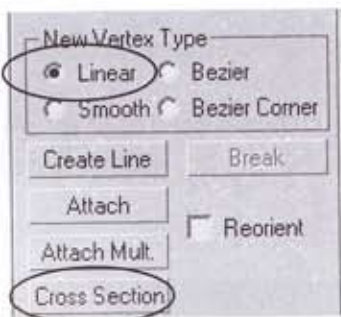 New Vertex Type
Linear Bezier
Smooth Bezier Corner
Create Line Break
Attach
Reorient
Attach Mult.
Cross Section